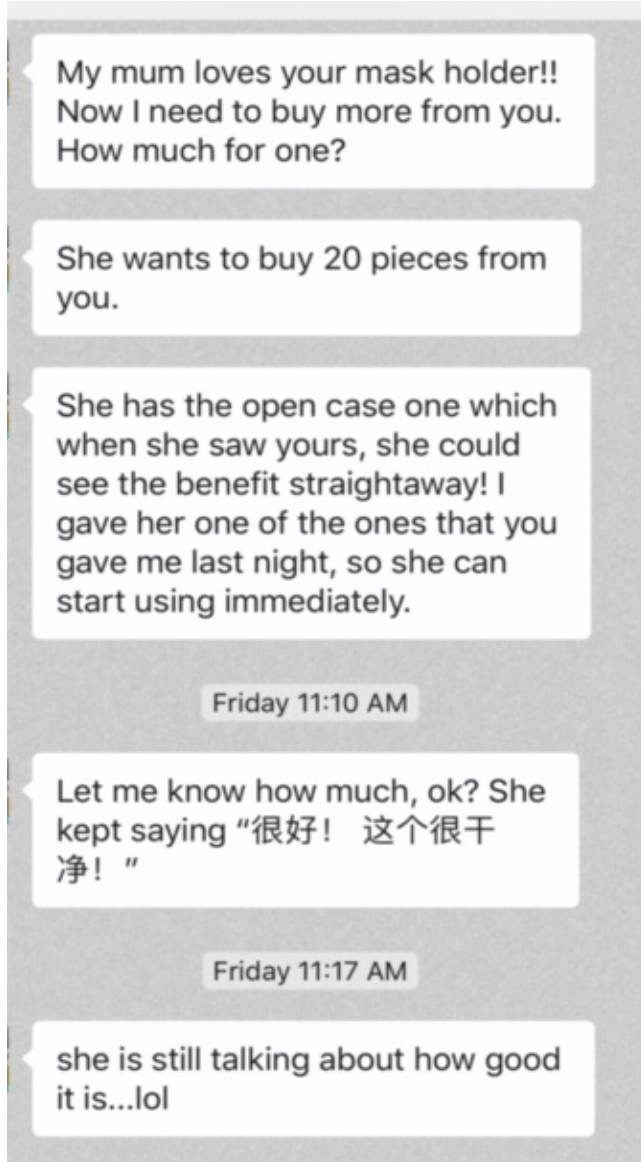 My mum loves your mask holder!!
Now I need to buy more from you.
How much for one?
She wants to buy 20 pieces from
you.
She has the open case one which
when she saw yours, she could
see the benefit straightaway! I
gave her one of the ones that you
gave me last night, so she can
start using immediately.
Friday 11:10 AM
Let me know how much, ok? She
kept saying “很好！ 这个很干
净！ ”
Friday 11:17 AM
she is still talking about how good
it is...lol